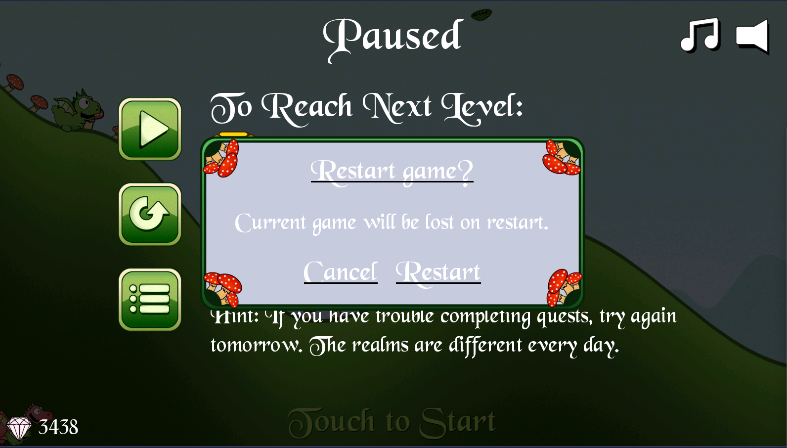 Paused
To Reach Next Level:
Restart game?
Current game will be lost on restart.
Cancel Restart
Hint: If you have trouble completing quests, try again
tomorrow. The realms are different every day.
Touch to Start
3438